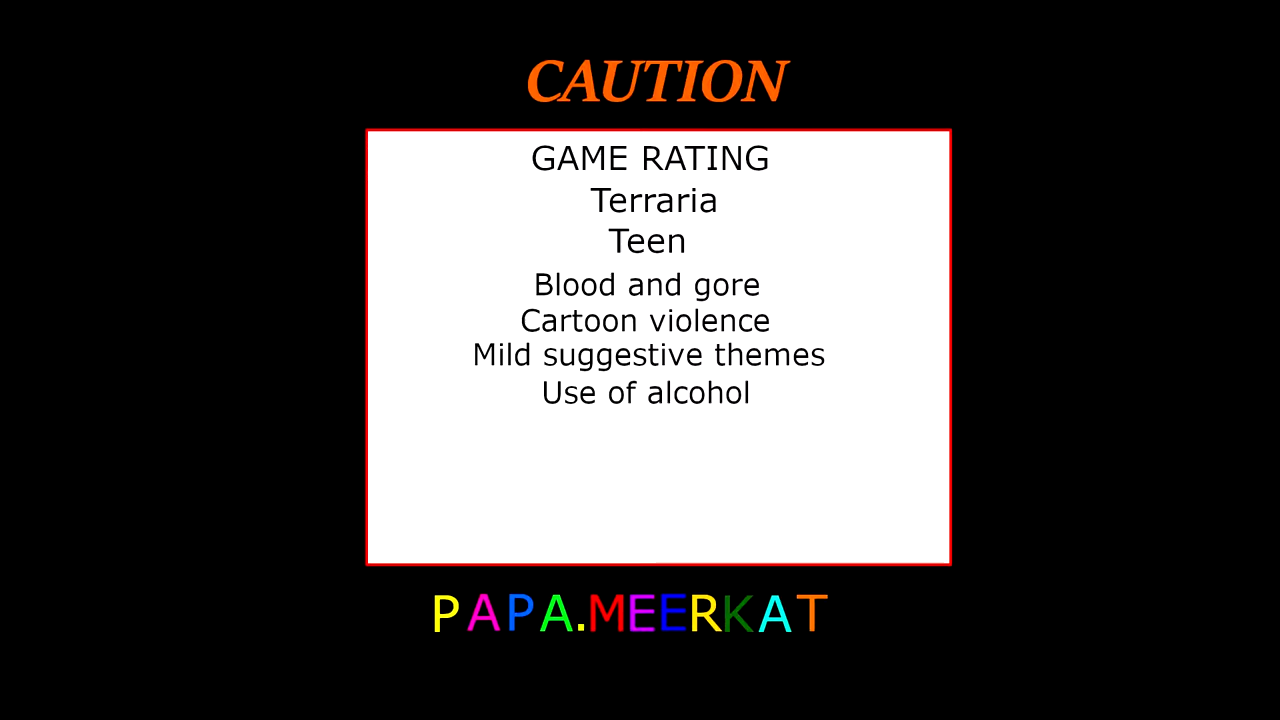 CAUTION
GAME RATING
Terraria
Teen
Blood and gore
Cartoon violence
Mild suggestive themes
Use of alcohol
PAPA.MEERKAT